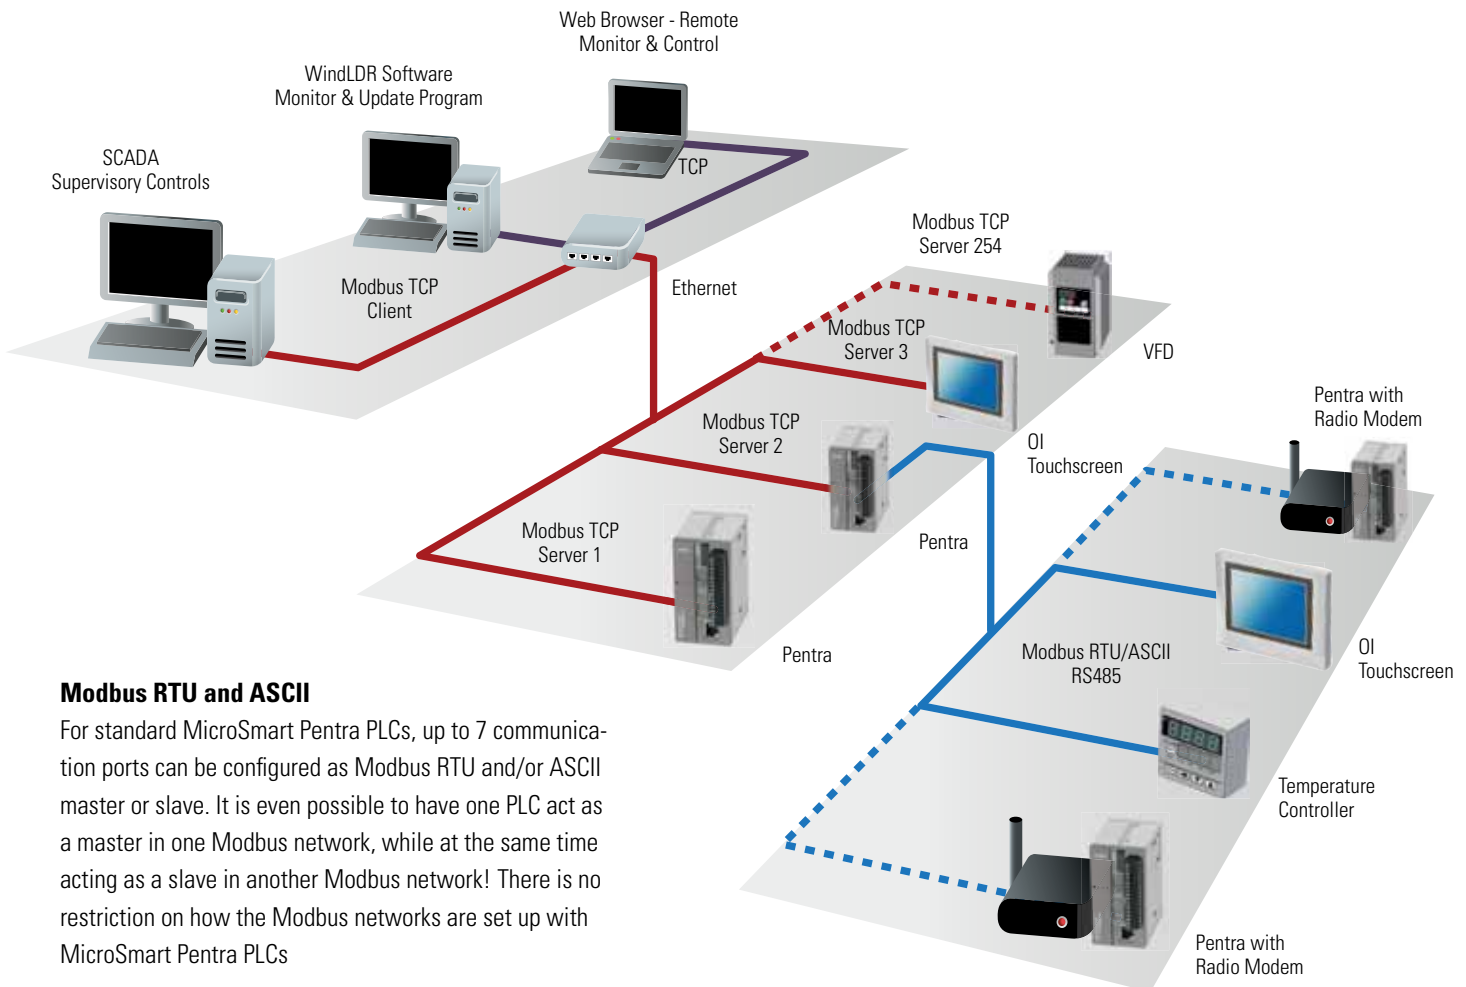 Web Browser - Remote
Monitor & Control
WindLDR Software
Monitor & Update Program
SCADA
Supervisory Controls
TCP
Modbus TCP
Client
Ethernet
Modbus TCP
Server 254
Modbus TCP
Server 3
VFD
Modbus TCP
Server 2
OI
Touchscreen
Pentra with
Radio Modem
Modbus TCP
Server 1
Pentra
Pentra
Modbus RTU/ASCII
RS485
OI
Touchscreen
Temperature
Controller
Pentra with
Radio Modem
Modbus RTU and ASCII
For standard MicroSmart Pentra PLCs, up to 7 communica-
tion ports can be configured as Modbus RTU and/or ASCII
master or slave. It is even possible to have one PLC act as
a master in one Modbus network, while at the same time
acting as a slave in another Modbus network! There is no
restriction on how the Modbus networks are set up with
MicroSmart Pentra PLCs